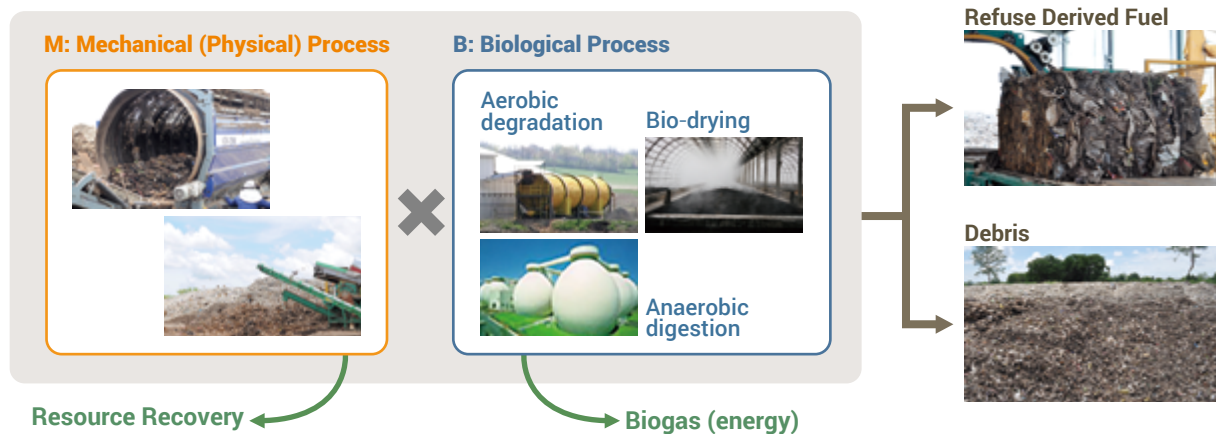 M: Mechanical (Physical) Process
B: Biological Process
Aerobic
degradation
Bio-drying
Anaerobic
digestion
Refuse Derived Fuel
Debris
Resource Recovery
Biogas (energy)